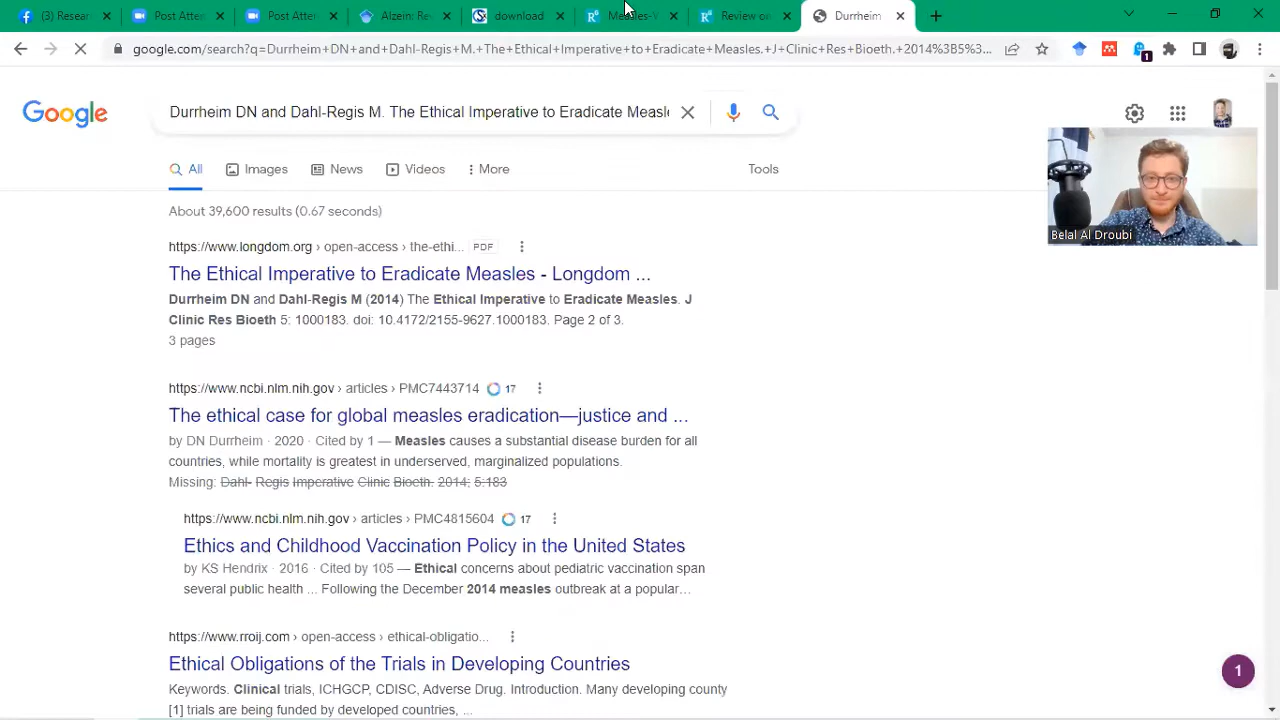 (3) Resear
Post Atte
Post Atten
Alzein: Re
download
Measles-V
Review o
Durrheim
google.com/search?q=Durrheim+DN+and+Dahl-Regis+M.+The+Ethical+Imperative+to+Eradicate+Measles.+J+Clinic+Res+Bioeth.+2014%3B5%...
1
Google
Durrheim DN and Dahl-Regis M. The Ethical Imperative to Eradicate Measle
All
Images
News
Videos
More
Tools
About 39,600 results (0.67 seconds)
Belal Al Droubi
https://www.longdom.org › open-access › the-ethi... PDF
The Ethical Imperative to Eradicate Measles - Longdom ...
Durrheim DN and Dahl-Regis M (2014) The Ethical Imperative to Eradicate Measles. J
Clinic Res Bioeth 5: 1000183. doi: 10.4172/2155-9627.1000183. Page 2 of 3.
3 pages
https://www.ncbi.nlm.nih.gov › articles › PMC7443714 17
The ethical case for global measles eradication—justice and ...
by DN Durrheim · 2020 · Cited by 1 — Measles causes a substantial disease burden for all
countries, while mortality is greatest in underserved, marginalized populations.
Missing: Dahl- Regis Imperative Clinic Bioeth. 2014; 5:183
https://www.ncbi.nlm.nih.gov › articles › PMC4815604 17
Ethics and Childhood Vaccination Policy in the United States
by KS Hendrix · 2016 · Cited by 105 — Ethical concerns about pediatric vaccination span
several public health ... Following the December 2014 measles outbreak at a popular...
https://www.rroij.com › open-access › ethical-obligatio...
Ethical Obligations of the Trials in Developing Countries
Keywords. Clinical trials, ICHGCP, CDISC, Adverse Drug. Introduction. Many developing county
[1] trials are being funded by developed countries, ...
1